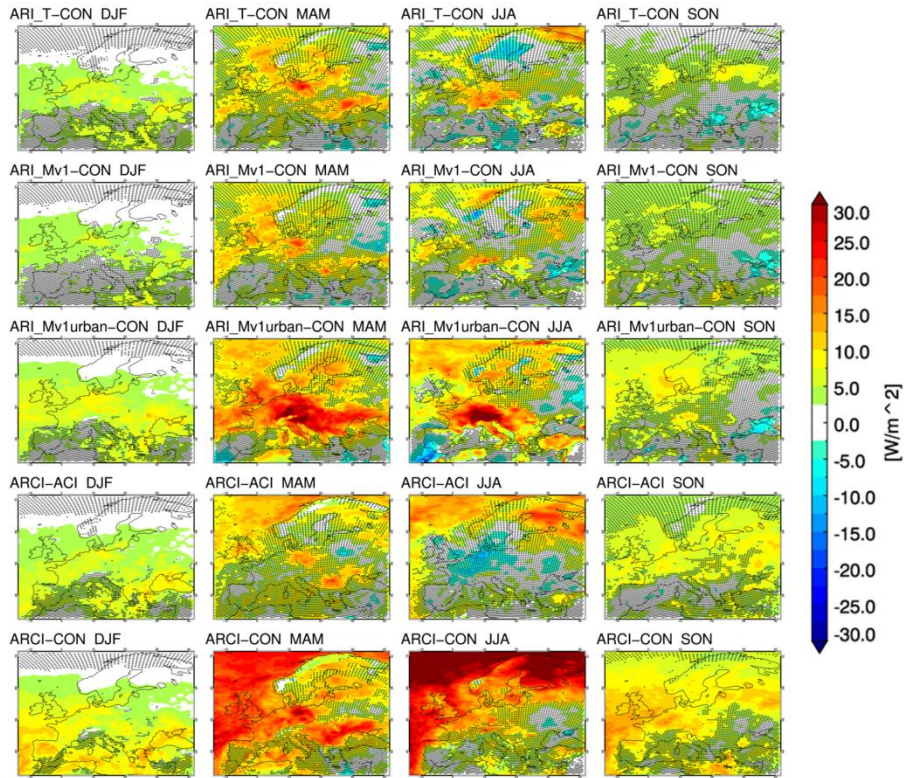 ARI_T-CON DJF
ARI_T-CON MAM
ARI_T-CON JJA
ARI_T-CON SON
ARI_Mv1-CON DJF
ARI_Mv1-CON MAM
ARI_Mv1-CON JJA
ARI_Mv1-CON SON
ARI_Mv1urban-CON DJF
ARI_Mv1urban-CON MAM
ARI_Mv1urban-CON JJA
ARI_Mv1urban-CON SON
ARCI-ACI DJF
ARCI-ACI MAM
ARCI-ACI JJA
ARCI-ACI SON
ARCI-CON DJF
ARCI-CON MAM
ARCI-CON JJA
ARCI-CON SON
30.0
25.0
20.0
15.0
10.0
5.0
0.0
-5.0
-10.0
-15.0
-20.0
-25.0
-30.0
[W/m^2]